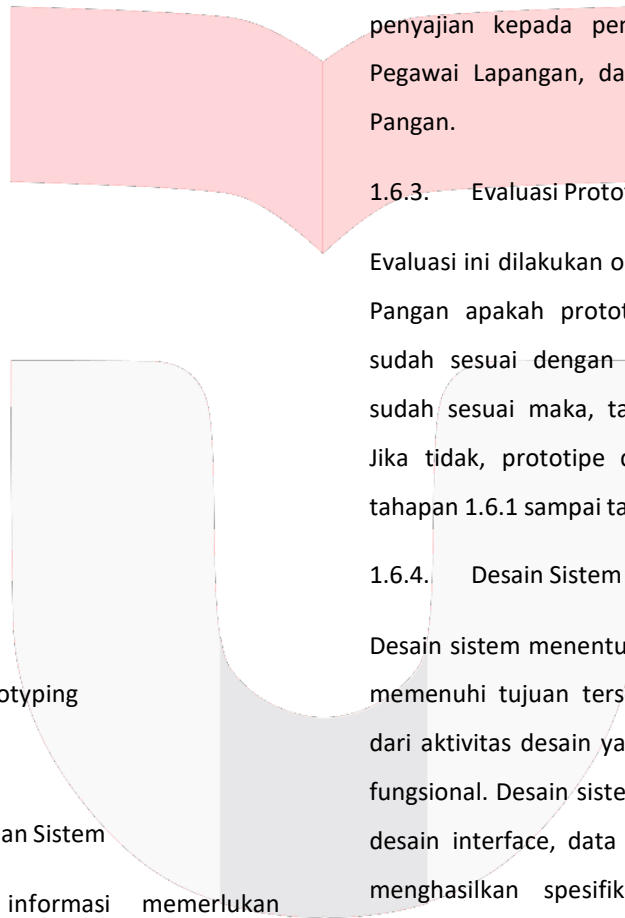 otyping
an Sistem
informasi memerlukan
penyajian kepada per
Pegawai Lapangan, da
Pangan.
1.6.3. Evaluasi Proto
Evaluasi ini dilakukan o
Pangan apakah protot
sudah sesuai dengan
sudah sesuai maka, ta
Jika tidak, prototipe d
tahapan 1.6.1 sampai ta
1.6.4. Desain Sistem
Desain sistem menentu
memenuhi tujuan ters
dari aktivitas desain ya
fungsional. Desain siste
desain interface, data
menghasilkan spesifik